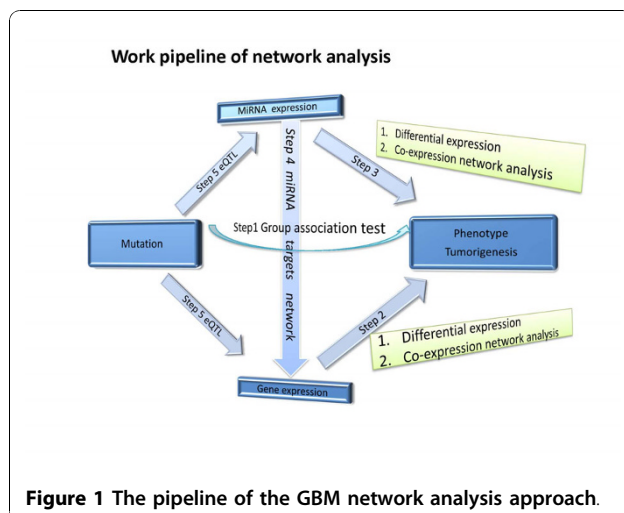 Work pipeline of network analysis
MiRNA expression
1. Differential expression
2. Co-expression network analysis
Step 5 eQTL
Step 4 miRNA targets network
Step 3
Mutation
Step1 Group association test
Phenotype
Tumorigenesis
Step 5 eQTL
Step 2
1. Differential expression
2. Co-expression network analysis
Gene expression
Figure 1 The pipeline of the GBM network analysis approach.